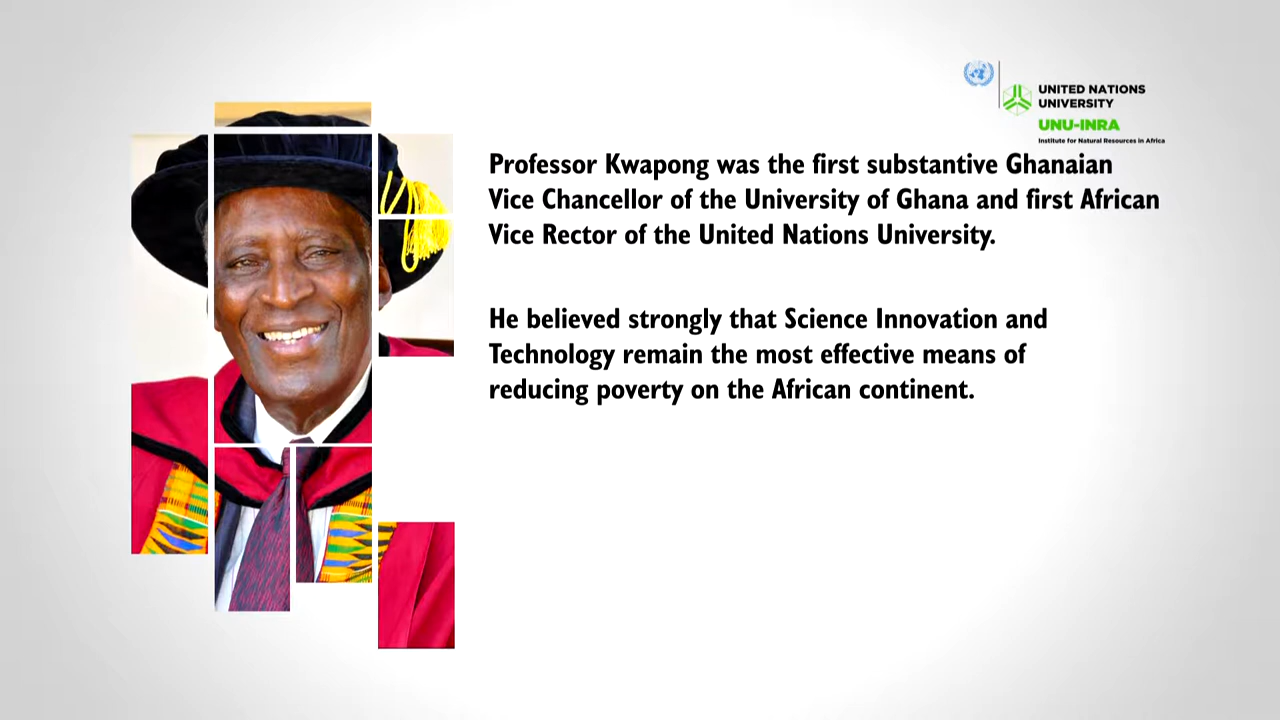 UNITED NATIONS
UNIVERSITY
UNU-INRA
Institute for Natural Resources in Africa
Professor Kwapong was the first substantive Ghanaian
Vice Chancellor of the University of Ghana and first African
Vice Rector of the United Nations University.
He believed strongly that Science Innovation and
Technology remain the most effective means of
reducing poverty on the African continent.